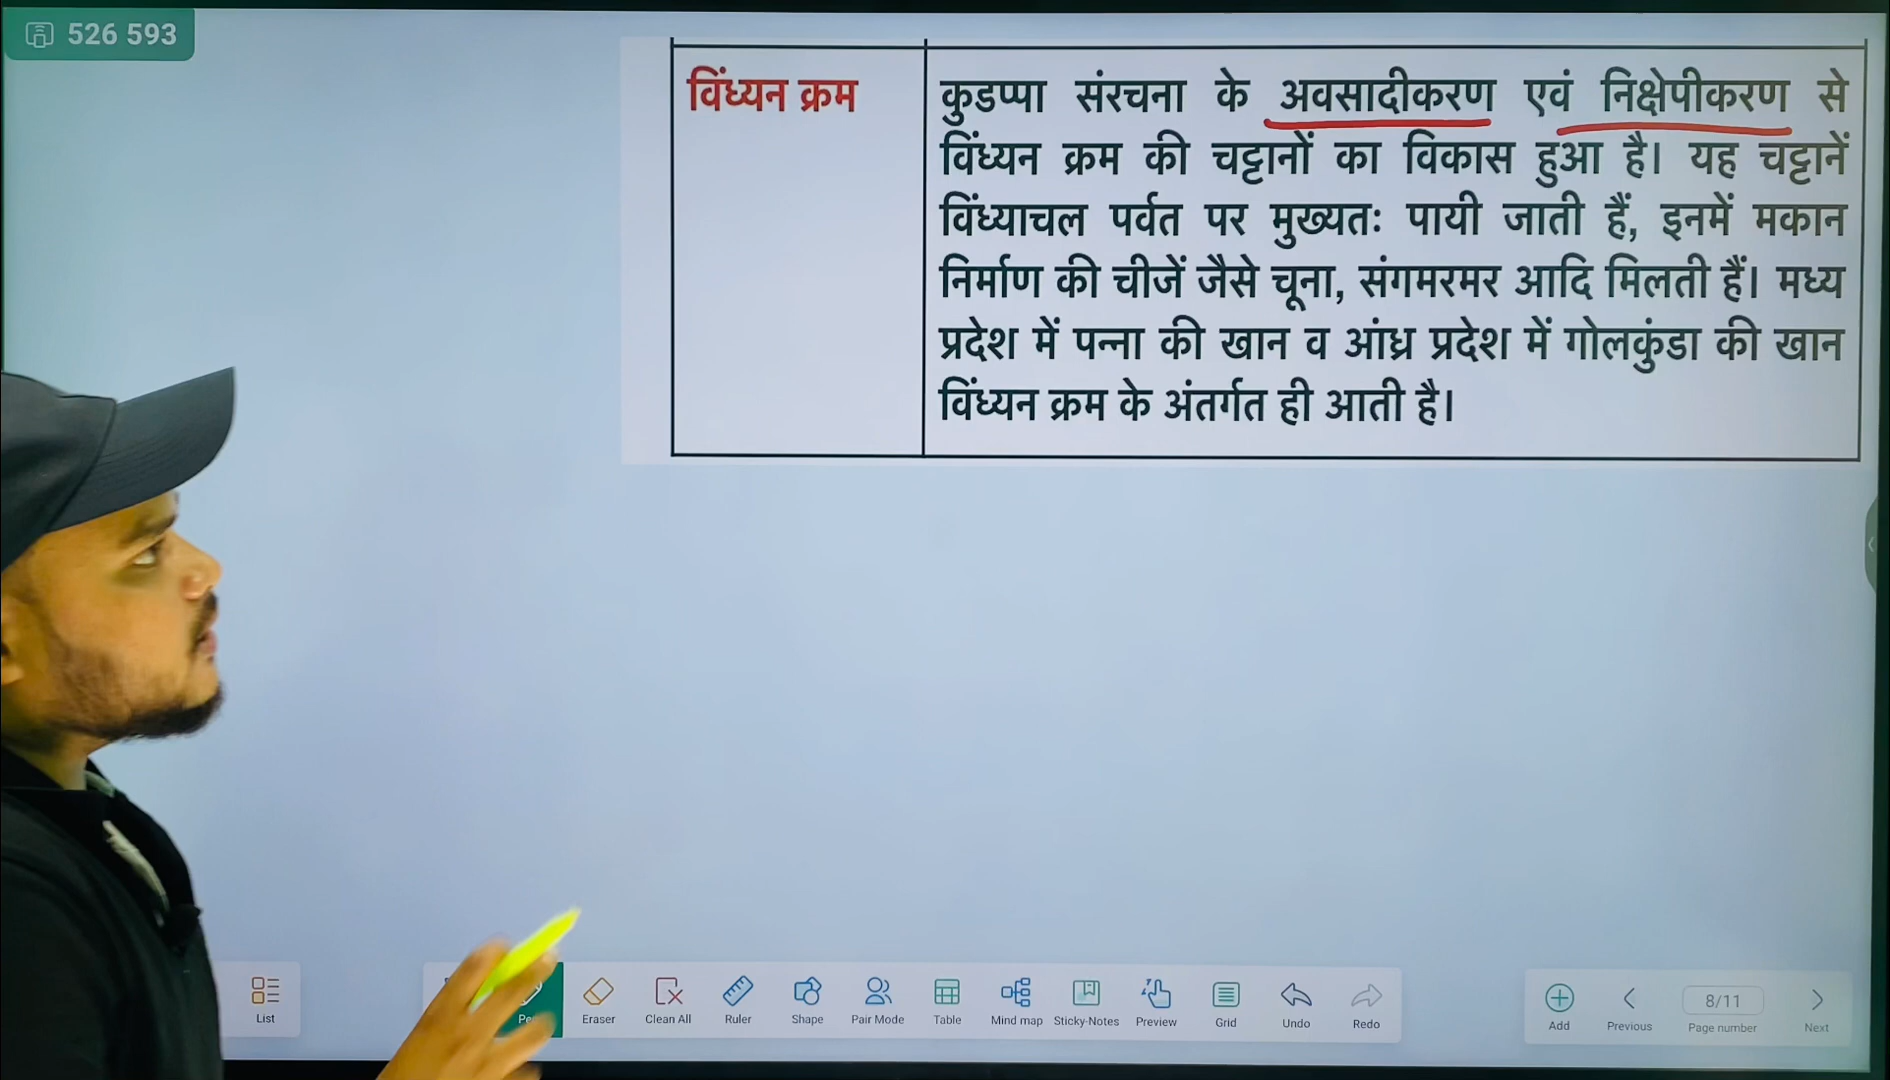 526 593
विंध्यन क्रम
कुडप्पा संरचना के अवसादीकरण एवं निक्षेपीकरण से
विंध्यन क्रम की चट्टानों का विकास हुआ है। यह चट्टानें
विंध्याचल पर्वत पर मुख्यतः पायी जाती हैं, इनमें मकान
निर्माण की चीजें जैसे चूना, संगमरमर आदि मिलती हैं। मध्य
प्रदेश में पन्ना की खान व आंध्र प्रदेश में गोलकुंडा की खान
विंध्यन क्रम के अंतर्गत ही आती है।
List
Eraser
Clean All
Ruler
Shape
Pair Mode
Table
Mind map
Sticky-Notes
Preview
Grid
Undo
Redo
Add
Previous
8/11
Page number
Next